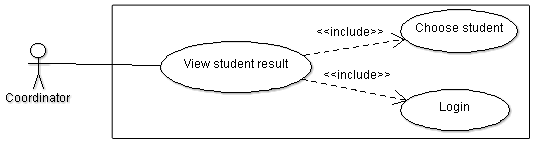 Choose student
<<include>>
View student result
<<include>>
Coordinator
Login